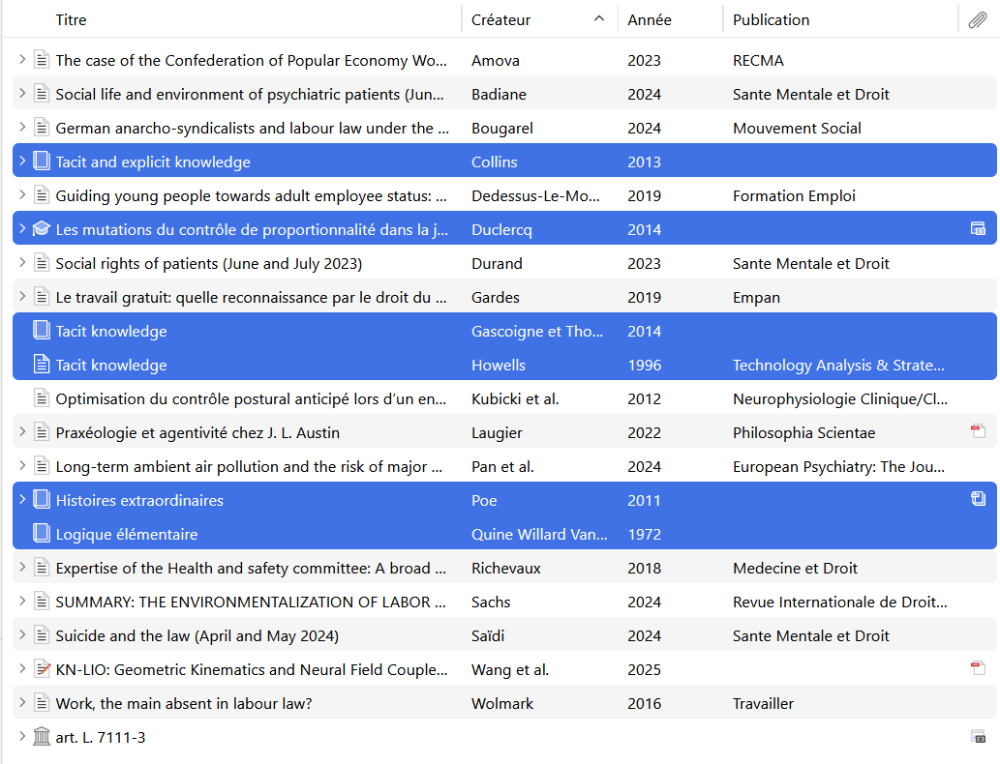 Titre Créateur Année Publication
The case of the Confederation of Popular Economy Wo... Amova 2023 RECMA
Social life and environment of psychiatric patients (Jun... Badiane 2024 Sante Mentale et Droit
German anarcho-syndicalists and labour law under the ... Bougarel 2024 Mouvement Social
Tacit and explicit knowledge Collins 2013
Guiding young people towards adult employee status: ... Dedessus-Le-Mo... 2019 Formation Emploi
Les mutations du contrôle de proportionnalité dans la j... Duclercq 2014
Social rights of patients (June and July 2023) Durand 2023 Sante Mentale et Droit
Le travail gratuit: quelle reconnaissance par le droit du ... Gardes 2019 Empan
Tacit knowledge Gascoigne et Tho... 2014
Tacit knowledge Howells 1996 Technology Analysis & Strate...
Optimisation du contrôle postural anticipé lors d’un en... Kubicki et al. 2012 Neurophysiologie Clinique/Cl...
Praxéologie et agentivité chez J. L. Austin Laugier 2022 Philosophia Scientae
Long-term ambient air pollution and the risk of major ... Pan et al. 2024 European Psychiatry: The Jou...
Histoires extraordinaires Poe 2011
Logique élémentaire Quine Willard Van... 1972
Expertise of the Health and safety committee: A broad ... Richevaux 2018 Medecine et Droit
SUMMARY: THE ENVIRONMENTALIZATION OF LABOR ... Sachs 2024 Revue Internationale de Droit...
Suicide and the law (April and May 2024) Saïdi 2024 Sante Mentale et Droit
KN-LIO: Geometric Kinematics and Neural Field Couple... Wang et al. 2025
Work, the main absent in labour law? Wolmark 2016 Travailler
art. L. 7111-3